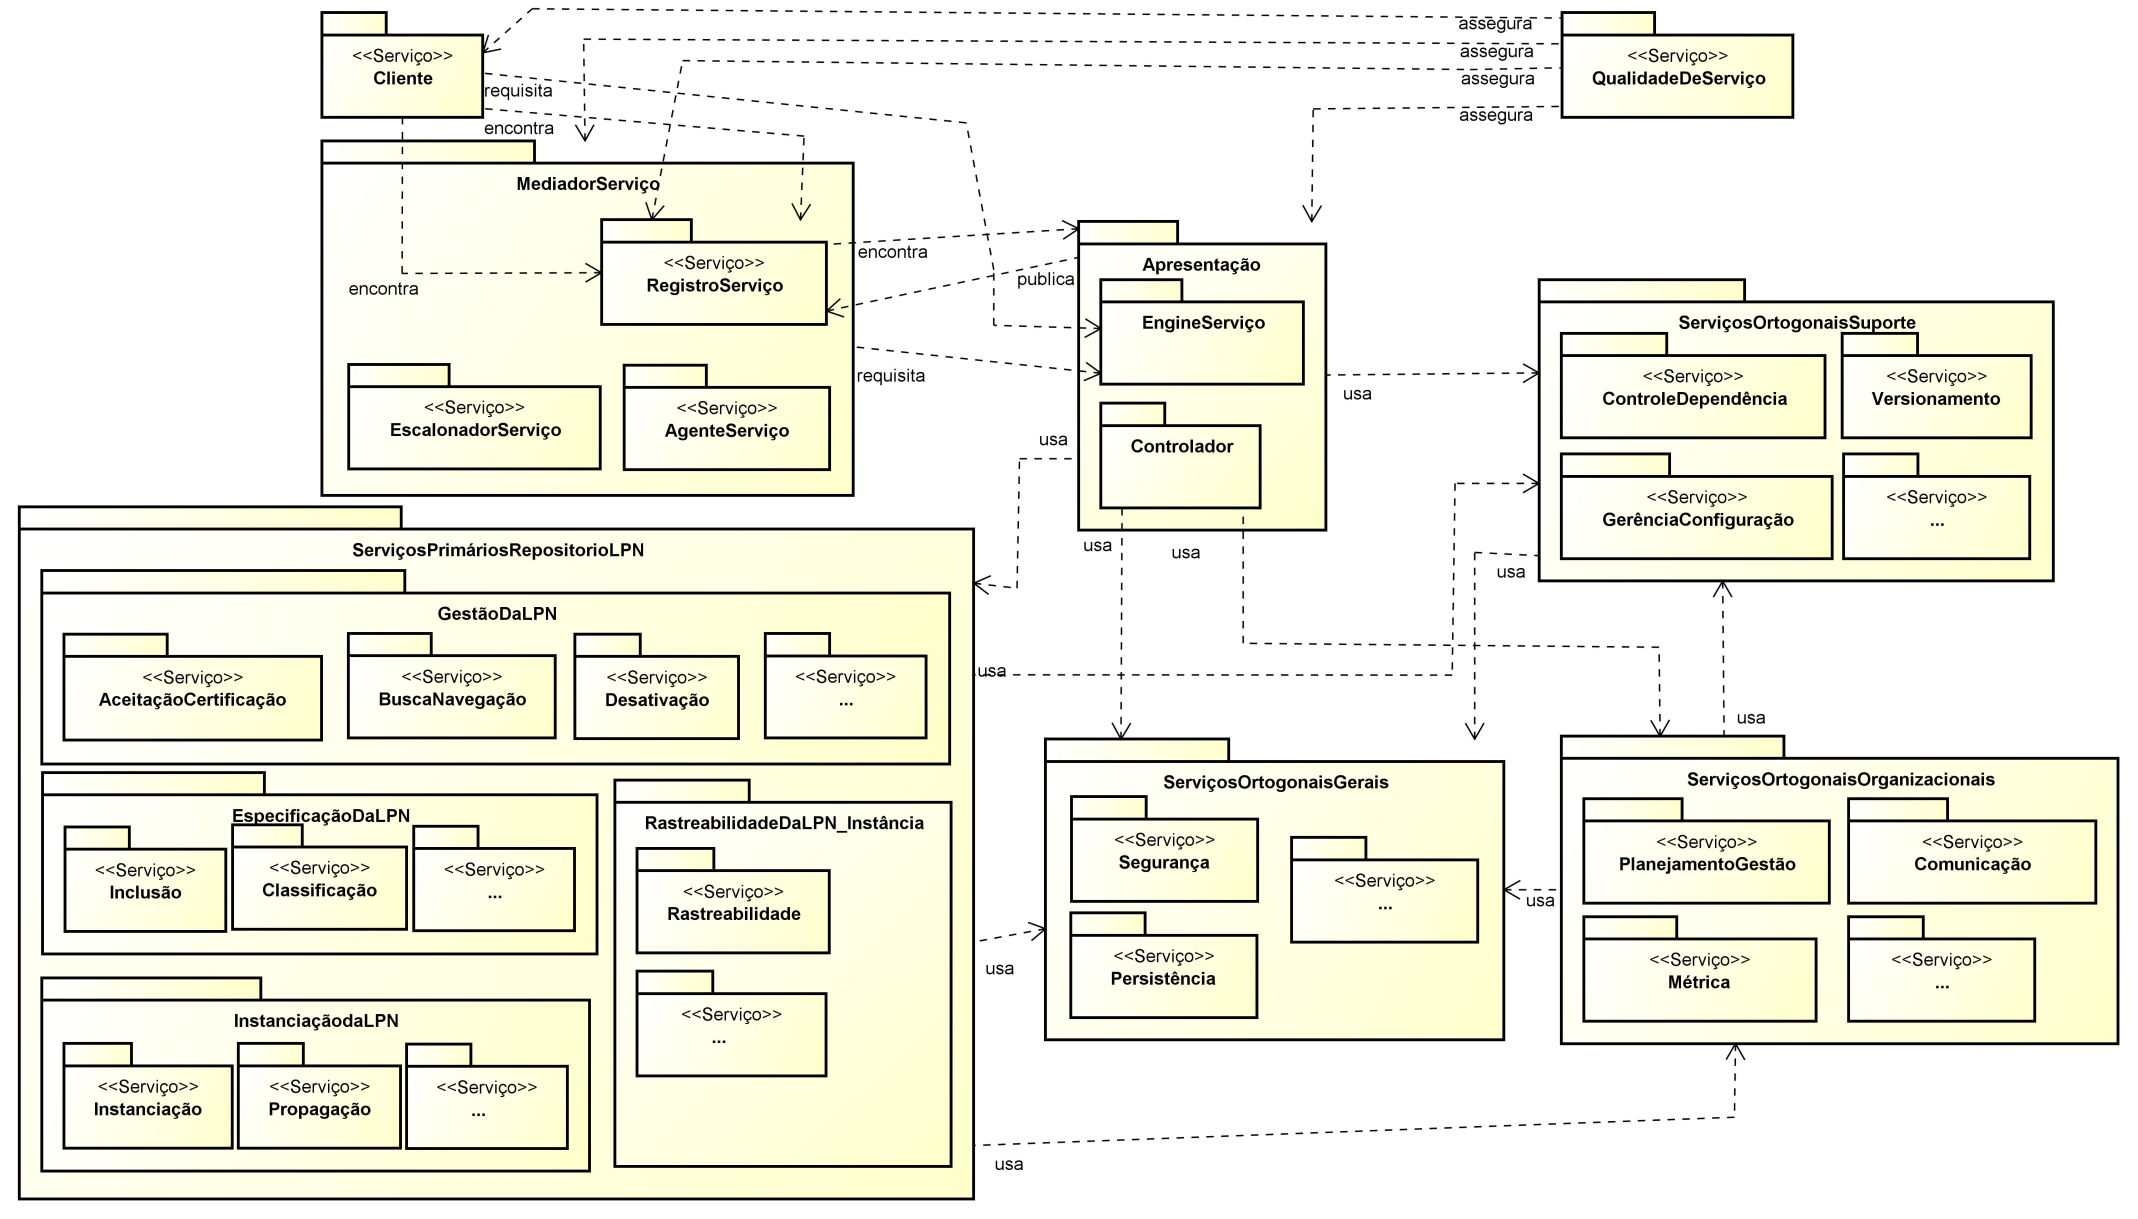 <<Serviço>>
Cliente
assegura
assegura
assegura
assegura
<<Serviço>>
QualidadeDeServiço
requisita
encontra
encontra
MediadorServiço
<<Serviço>>
RegistroServiço
<<Serviço>>
EscalonadorServiço
<<Serviço>>
AgenteServiço
encontra
publica
requisita
Apresentação
EngineServiço
Controlador
usa
usa
usa
usa
ServiçosOrtogonaisSuporte
<<Serviço>>
ControleDependência
<<Serviço>>
Versionamento
<<Serviço>>
GerênciaConfiguração
<<Serviço>>
...
usa
usa
usa
ServiçosPrimáriosRepositorioLPN
GestãoDaLPN
<<Serviço>>
AceitaçãoCertificação
<<Serviço>>
BuscaNavegação
<<Serviço>>
Desativação
<<Serviço>>
...
EspecificaçãoDaLPN
<<Serviço>>
Inclusão
<<Serviço>>
Classificação
<<Serviço>>
...
RastreabilidadeDaLPN_Instância
<<Serviço>>
Rastreabilidade
<<Serviço>>
...
InstanciaçãodaLPN
<<Serviço>>
Instanciação
<<Serviço>>
Propagação
<<Serviço>>
...
usa
usa
ServiçosOrtogonaisGerais
<<Serviço>>
Segurança
<<Serviço>>
...
<<Serviço>>
Persistência
usa
ServiçosOrtogonaisOrganizacionais
<<Serviço>>
PlanejamentoGestão
<<Serviço>>
Comunicação
<<Serviço>>
Métrica
<<Serviço>>
...